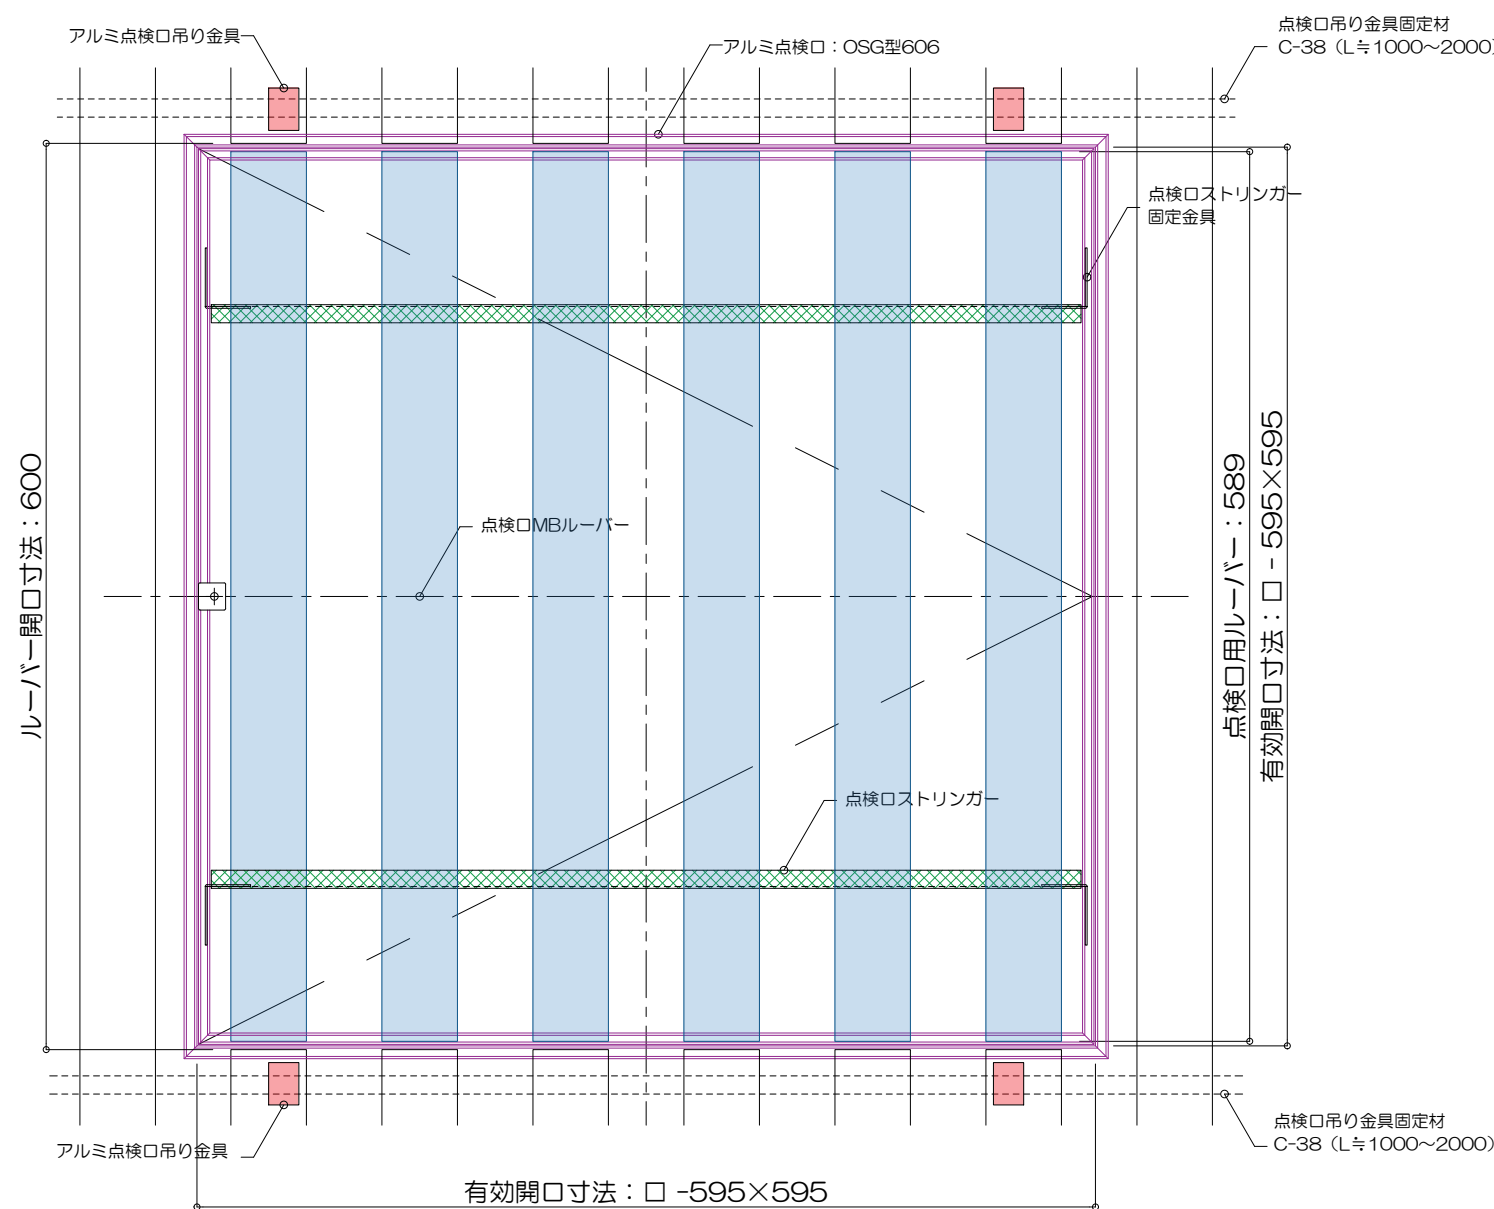 アルミ点検口吊り金具
アルミ点検口：OSG型606
点検口吊り金具固定材
C-38（L≒1000～2000）
点検口ストリンガー
固定金具
ルーバー開口寸法：600
点検口MBルーバー
点検口用ルーバー：589
有効開口寸法：□ - 595×595
点検口ストリンガー
アルミ点検口吊り金具
点検口吊り金具固定材
C-38（L≒1000～2000）
有効開口寸法：□ -595×595